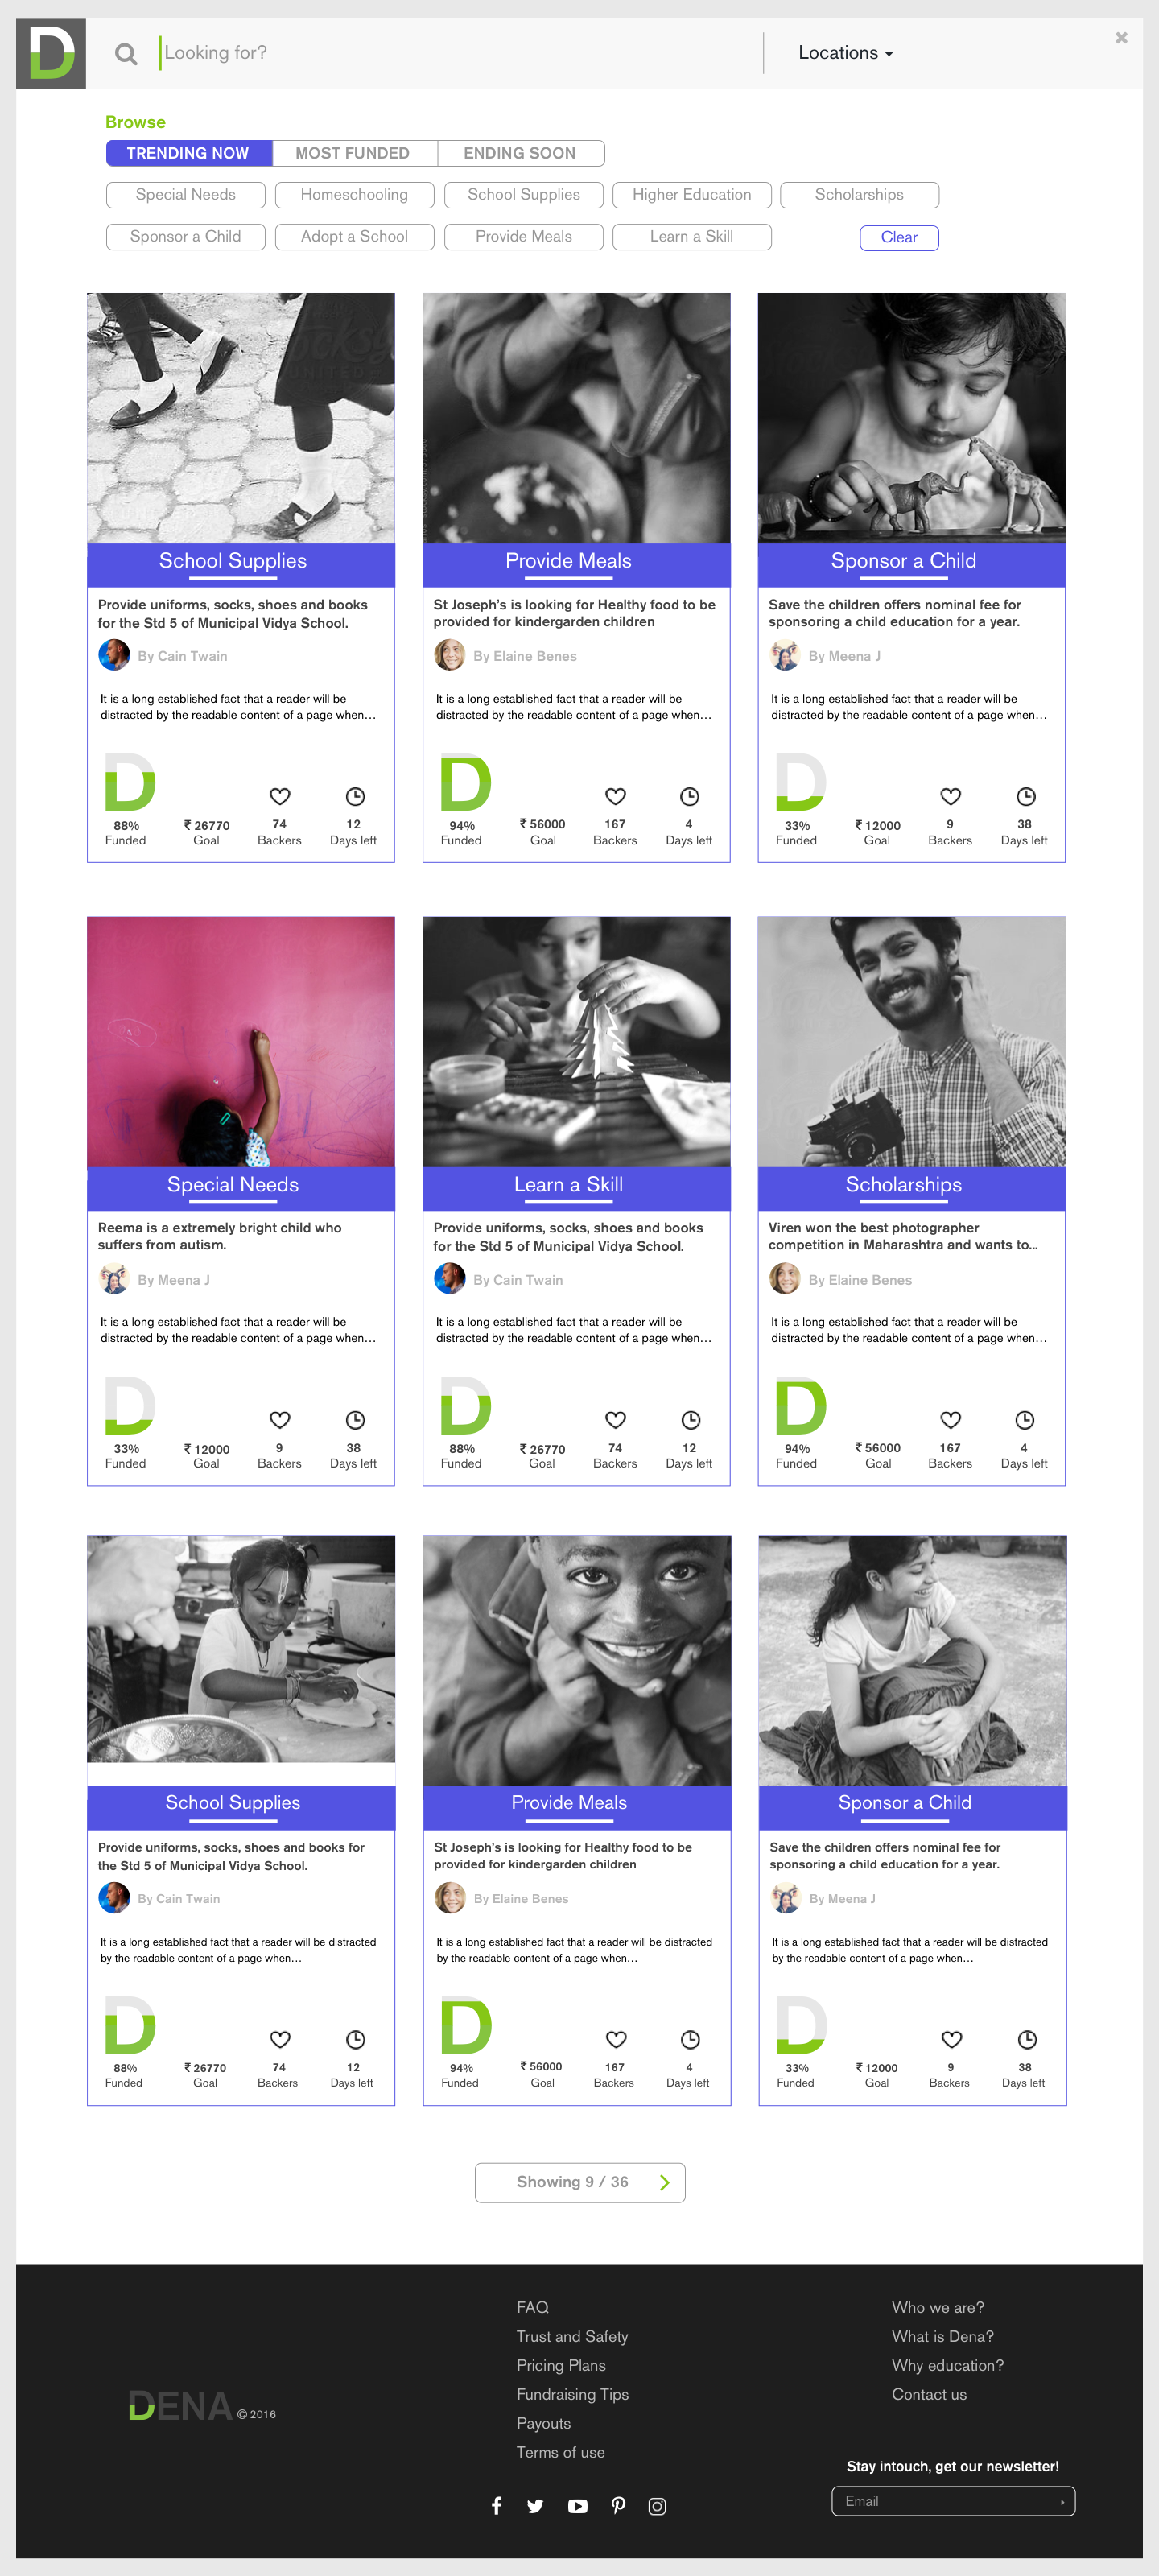 D
Looking for?
Locations
Browse
TRENDING NOW
MOST FUNDED
ENDING SOON
Special Needs
Homeschooling
School Supplies
Higher Education
Scholarships
Sponsor a Child
Adopt a School
Provide Meals
Learn a Skill
Clear
School Supplies
Provide uniforms, socks, shoes and books
for the Std 5 of Municipal Vidya School.
By Cain Twain
It is a long established fact that a reader will be
distracted by the readable content of a page when...
D
88%
Funded
₹ 26770
Goal
74
Backers
12
Days left
Provide Meals
St Joseph's is looking for Healthy food to be
provided for kindergarden children
By Elaine Benes
It is a long established fact that a reader will be
distracted by the readable content of a page when...
D
94%
Funded
₹ 56000
Goal
167
Backers
4
Days left
Sponsor a Child
Save the children offers nominal fee for
sponsoring a child education for a year.
By Meena J
It is a long established fact that a reader will be
distracted by the readable content of a page when...
D
33%
Funded
₹ 12000
Goal
9
Backers
38
Days left
Special Needs
Reema is a extremely bright child who
suffers from autism.
By Meena J
It is a long established fact that a reader will be
distracted by the readable content of a page when...
D
33%
Funded
₹ 12000
Goal
9
Backers
38
Days left
Learn a Skill
Provide uniforms, socks, shoes and books
for the Std 5 of Municipal Vidya School.
By Cain Twain
It is a long established fact that a reader will be
distracted by the readable content of a page when...
D
88%
Funded
₹ 26770
Goal
74
Backers
12
Days left
Scholarships
Viren won the best photographer
competition in Maharashtra and wants to...
By Elaine Benes
It is a long established fact that a reader will be
distracted by the readable content of a page when...
D
94%
Funded
₹ 56000
Goal
167
Backers
4
Days left
School Supplies
Provide uniforms, socks, shoes and books for
the Std 5 of Municipal Vidya School.
By Cain Twain
It is a long established fact that a reader will be distracted
by the readable content of a page when...
D
88%
Funded
₹ 26770
Goal
74
Backers
12
Days left
Provide Meals
St Joseph's is looking for Healthy food to be
provided for kindergarden children
By Elaine Benes
It is a long established fact that a reader will be distracted
by the readable content of a page when...
D
94%
Funded
₹ 56000
Goal
167
Backers
4
Days left
Sponsor a Child
Save the children offers nominal fee for
sponsoring a child education for a year.
By Meena J
It is a long established fact that a reader will be distracted
by the readable content of a page when...
D
33%
Funded
₹ 12000
Goal
9
Backers
38
Days left
Showing 9 / 36
DENA © 2016
FAQ
Trust and Safety
Pricing Plans
Fundraising Tips
Payouts
Terms of use
Who we are?
What is Dena?
Why education?
Contact us
Stay intouch, get our newsletter!
Email